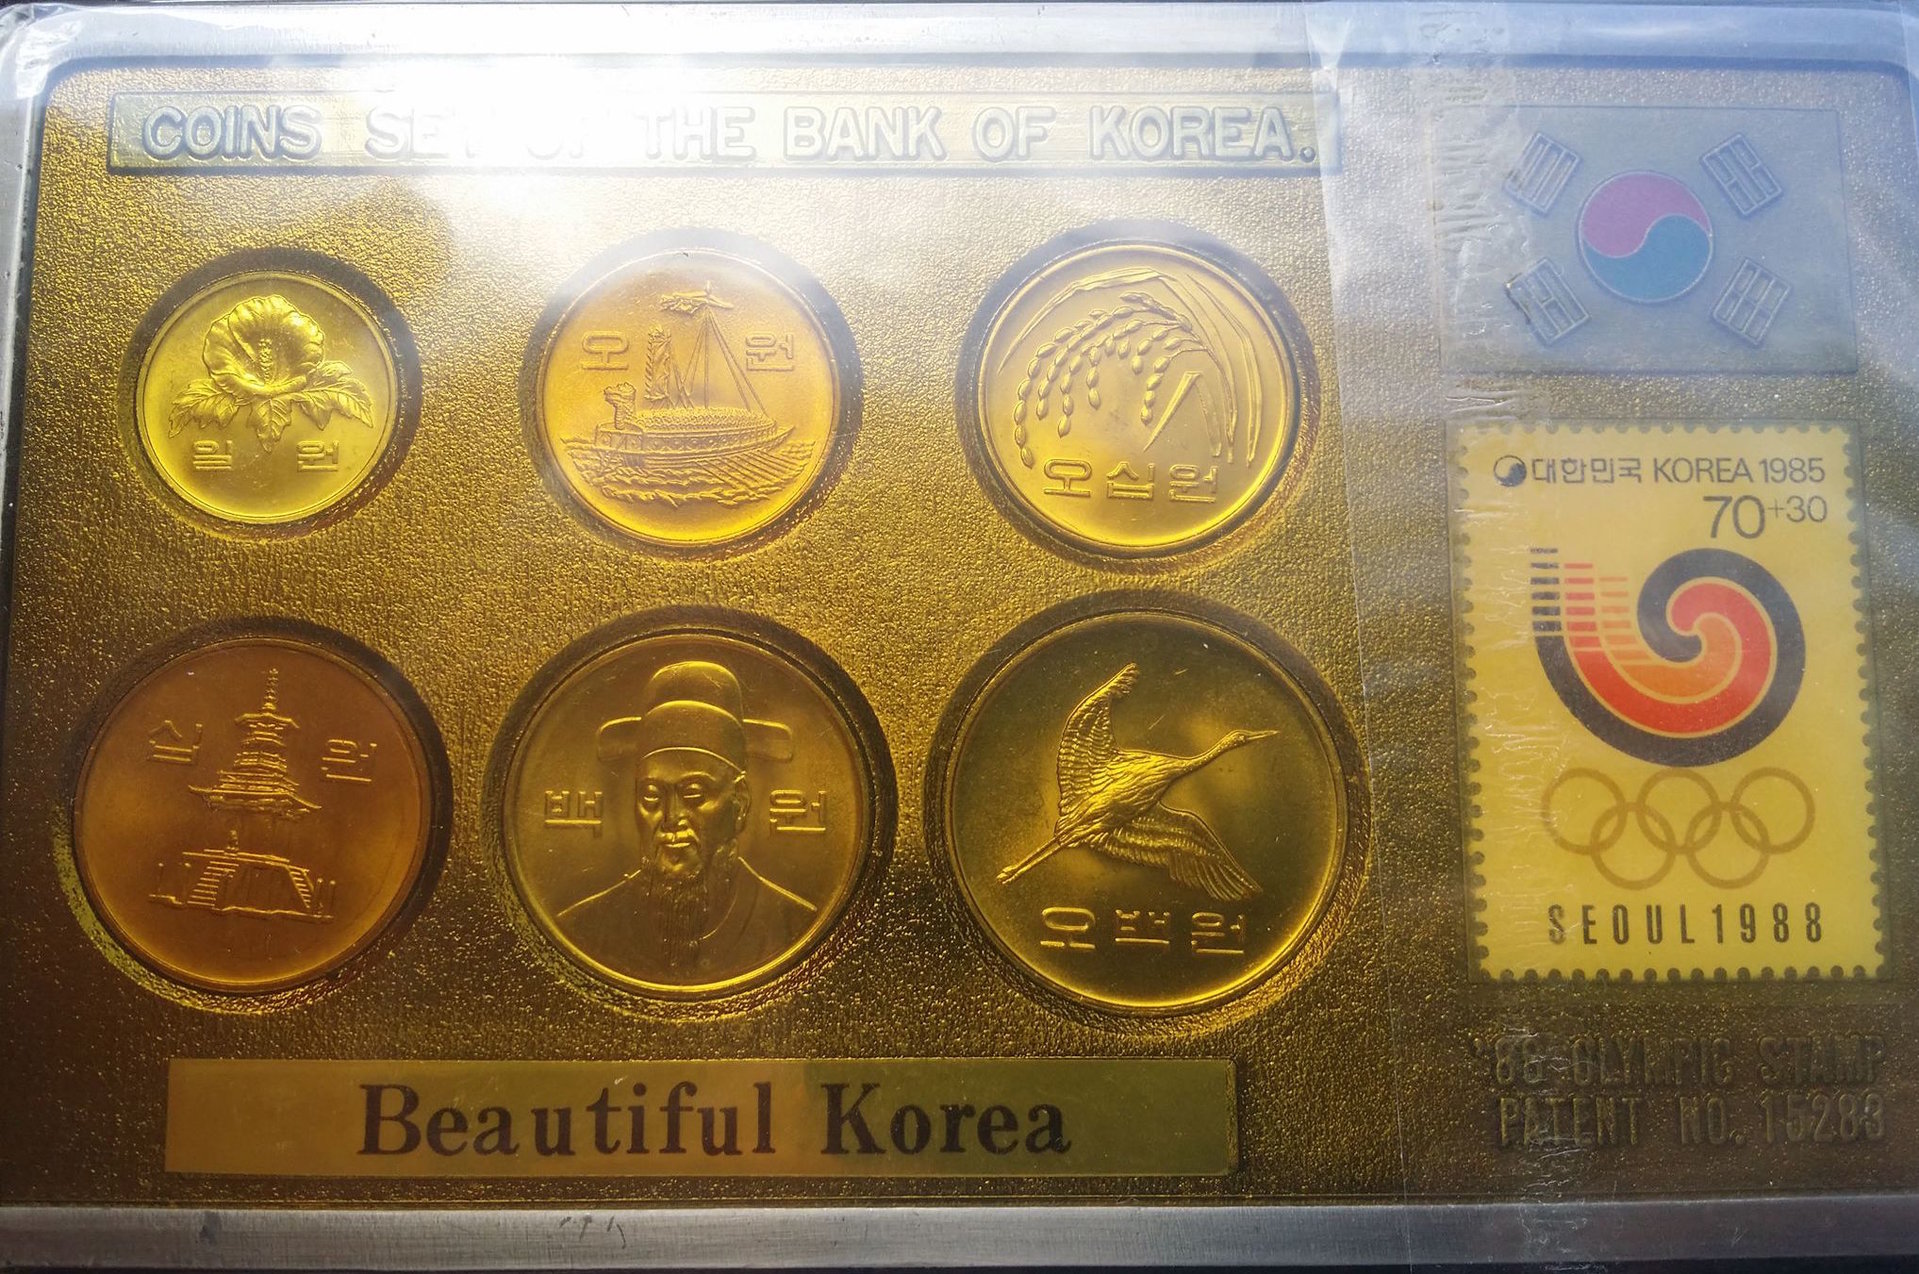 COINS SET OF THE BANK OF KOREA.
일 원
오 원
오십원
십 원
백 원
오백원
Beautiful Korea
대한민국 KOREA 1985
70+30
SEOUL 1988
'88 OLYMPIC STAMP
PATENT NO. 15283